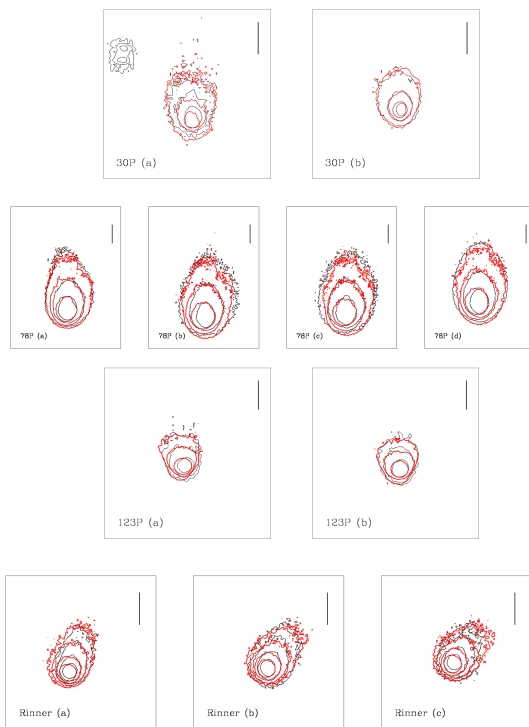 30P (a)
30P (b)
78P (a)
78P (b)
78P (c)
78P (d)
123P (a)
123P (b)
Rinner (a)
Rinner (b)
Rinner (c)